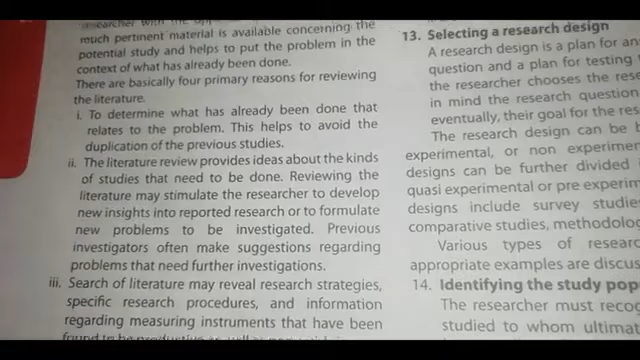 researcher with the
much pertinent material is available concerning the
potential study and helps to put the problem in the
context of what has already been done.
There are basically four primary reasons for reviewing
the literature.
i. To determine what has already been done that
relates to the problem. This helps to avoid the
duplication of the previous studies.
ii. The literature review provides ideas about the kinds
of studies that need to be done. Reviewing the
literature may stimulate the researcher to develop
new insights into reported research or to formulate
new problems to be investigated. Previous
investigators often make suggestions regarding
problems that need further investigations.
iii. Search of literature may reveal research strategies,
specific research procedures, and information
regarding measuring instruments that have been
found to be productive
13. Selecting a research design
A research design is a plan for an
question and a plan for testing
the researcher chooses the rese
in mind the research question
eventually, their goal for the res
The research design can be
experimental, or non experimen
designs can be further divided
quasi experimental or pre experim
designs include survey studie
comparative studies, methodolog
Various types of researc
appropriate examples are discus
14. Identifying the study pop
The researcher must recog
studied to whom ultimat